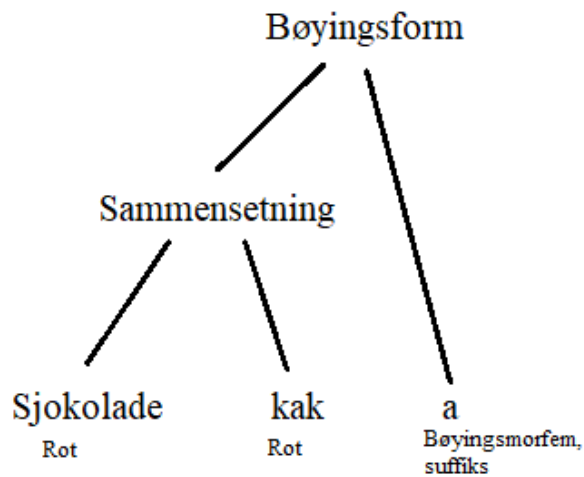 Bøyingsform
Sammensetning
Sjokolade kak a
Rot Rot Bøyingsmorfem,
suffiks